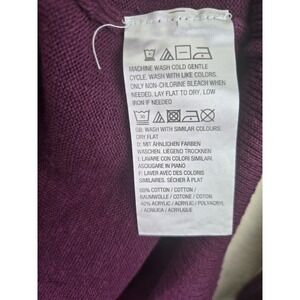 MACHINE WASH COLD GENTLE
CYCLE, WASH WITH LIKE COLORS.
ONLY NON-CHLORINE BLEACH WHEN
NEEDED. LAY FLAT TO DRY, LOW
IRON IF NEEDED
GB: WASH WITH SIMILAR COLOURS
DRY FLAT
D: MIT ÄHNLICHEN FARBEN
WASCHEN. LIEGEND TROCKNEN
I: LAVARE CON COLORI SIMILARI.
ASCIUGARE IN PIANO
F: LAVER AVEC DES COLORIS
SIMILAIRES. SÉCHER À PLAT
60% COTTON / COTTON /
BAUMWOLLE / COTONE / COTON
40% ACRYLIC / ACRYLIC / POLYACRYL
/ ACRILICA / ACRYLIQUE